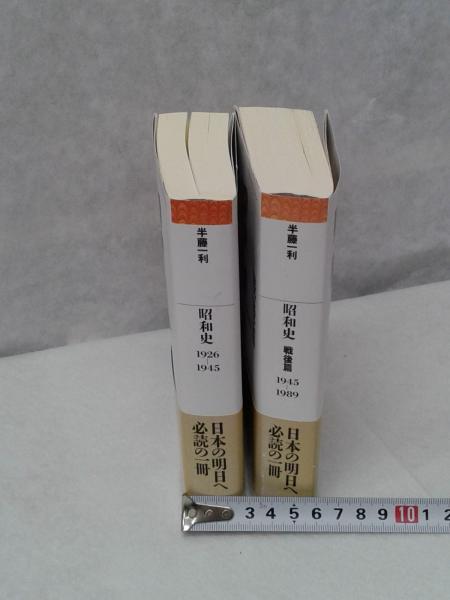 半藤一利
昭和史
1926
1945
日本の明日へ
必読の一冊
半藤一利
昭和史 戦後篇
1945
1989
日本の明日へ
必読の一冊
3 4 5 6 7 8 9 10 1 2